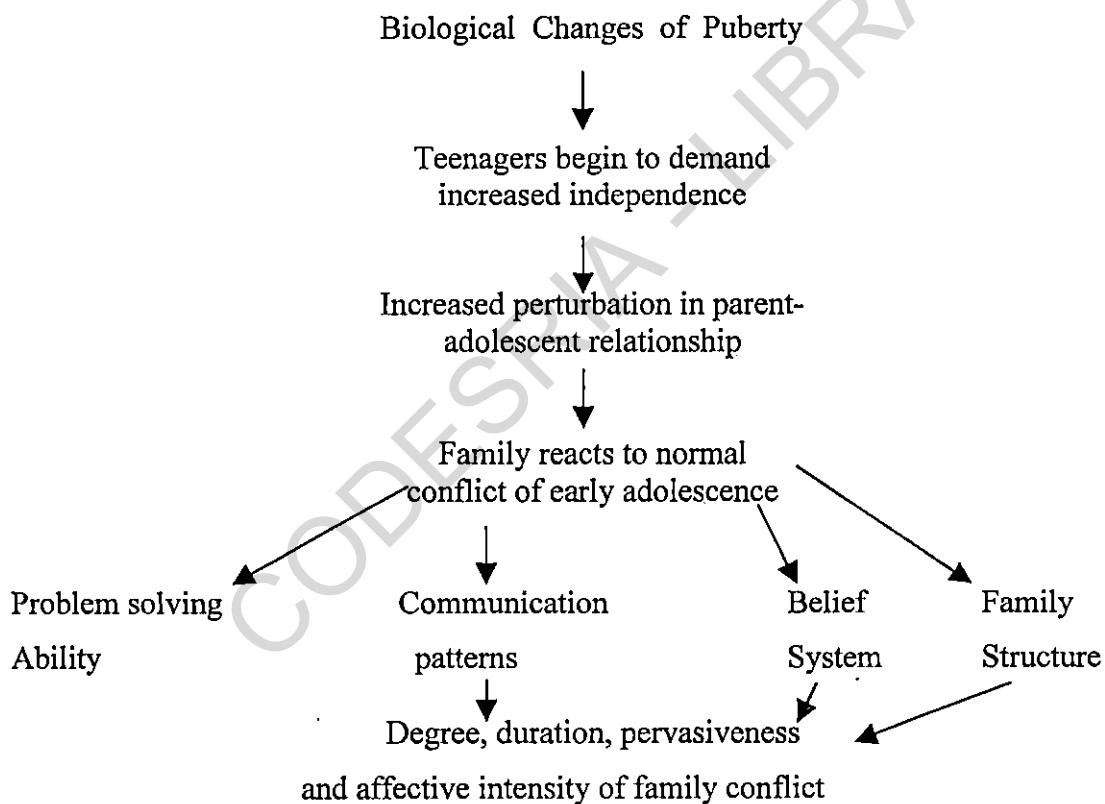 Biological Changes of Puberty
Teenagers begin to demand
increased independence
Increased perturbation in parent-
adolescent relationship
Family reacts to normal
conflict of early adolescence
Problem solving
Ability
Communication
patterns
Belief
System
Family
Structure
Degree, duration, pervasiveness
and affective intensity of family conflict
CODESRIA - LIBRA